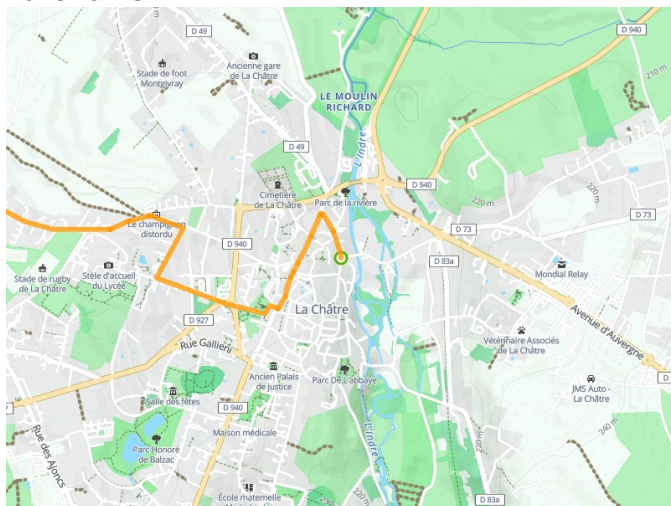 D 49
D 940
Ancienne gare
de La Châtre
Stade de foot
Montgivray
210 m
LE MOULIN
RICHARD
L'Indre
D 49
Cimetière de
La Châtre
Parc de la rivière
D 940
220 m
220 m
Le champignon
distordu
D 73
D 73
D 940
D 83a
Stade de rugby
de La Châtre
Stèle d'accueil
du Lycée
Mondial Relay
La Châtre
D 927
Avenue d'Auvergne
Rue Gallieni
Vétérinaire Associés
de La Châtre
Ancien Palais
de justice
Parc De L'abbaye
JMS Auto -
La Châtre
Salle des fêtes
D 940
L'Indre
Rue des Ajoncs
Maison médicale
240 m
Parc Honoré
de Balzac
École maternelle
220 m
D 83a